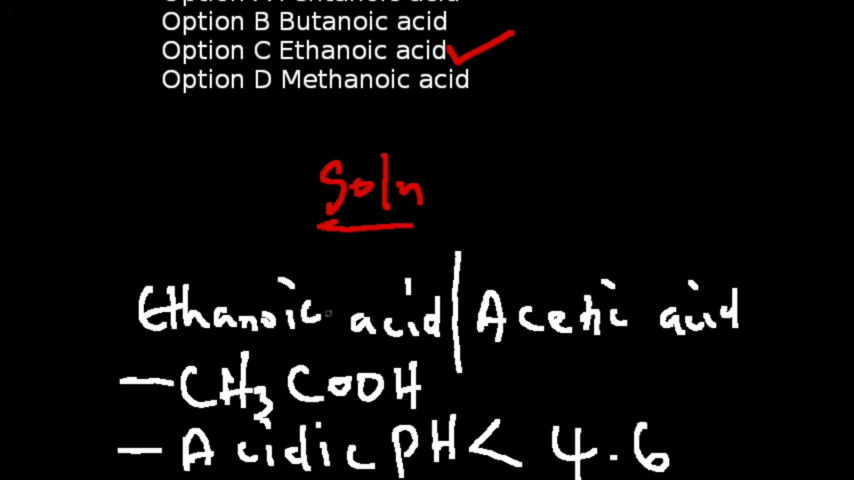 Option B Butanoic acid
Option C Ethanoic acid
Option D Methanoic acid
Soln
Ethanoic acid | Acetic acid
- CH3COOH
- Acidic PH < 4.6